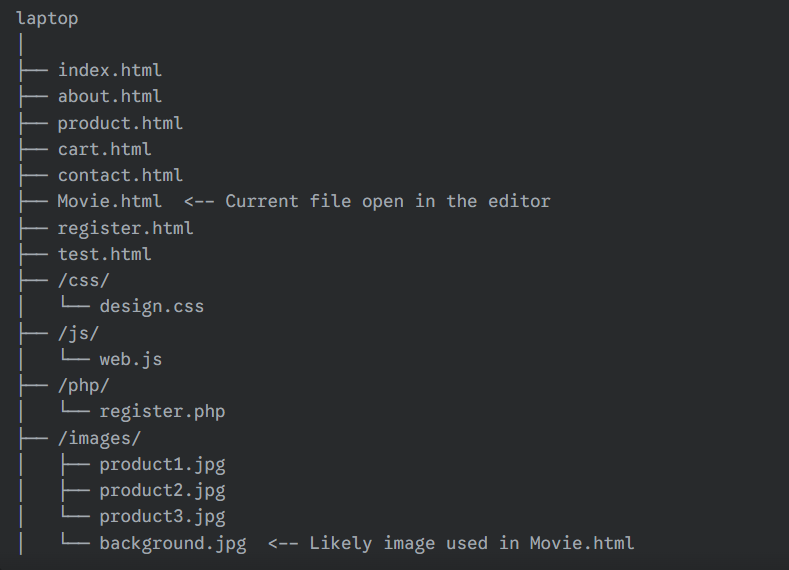 laptop
│
├── index.html
├── about.html
├── product.html
├── cart.html
├── contact.html
├── Movie.html  <-- Current file open in the editor
├── register.html
├── test.html
├── /css/
│   └── design.css
├── /js/
│   └── web.js
├── /php/
│   └── register.php
├── /images/
│   ├── product1.jpg
│   ├── product2.jpg
│   └── product3.jpg
│   └── background.jpg  <-- Likely image used in Movie.html